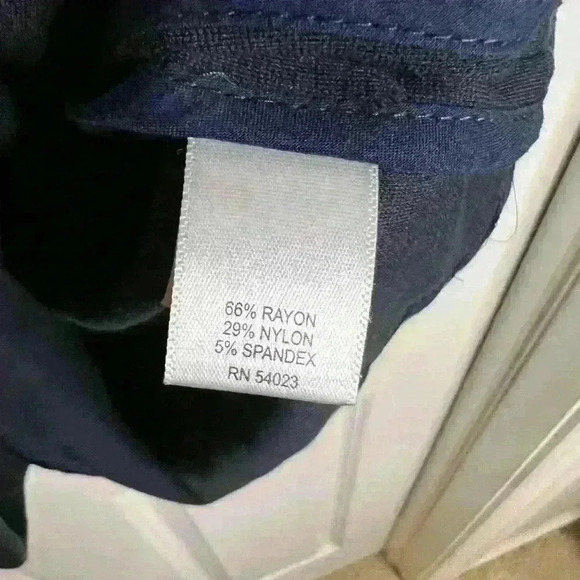 66% RAYON
29% NYLON
5% SPANDEX
RN 54023